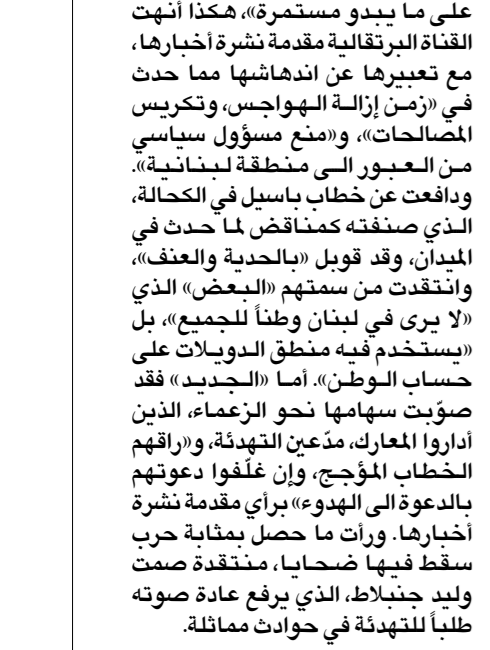 على ما يبدو مستمرة»، هكذا أنهت
القناة البرتقالية مقدمة نشرة أخبارها،
مع تعبيرها عن اندهاشها مما حدث
في «زمن إزالة الهواجس، وتكريس
المصالحات»، و«منع مسؤول سياسي
من العبور الى منطقة لبنانية».
ودافعت عن خطاب باسيل في الكحالة،
الذي صنفته كمناقض لما حدث في
الميدان، وقد قوبل «بالحدية والعنف»،
وانتقدت من سمتهم «البعض» الذي
«لا يرى في لبنان وطناً للجميع»، بل
«يستخدم فيه منطق الدويلات على
حساب الوطن». أما «الجديد» فقد
صوّبت سهامها نحو الزعماء، الذين
أداروا المعارك، مدّعين التهدئة، و«راقهم
الخطاب المؤجج، وإن غلّفوا دعوتهم
بالدعوة الى الهدوء» برأي مقدمة نشرة
أخبارها. ورأت ما حصل بمثابة حرب
سقط فيها ضحايا، منتقدة صمت
وليد جنبلاط، الذي يرفع عادة صوته
طلباً للتهدئة في حوادث مماثلة.